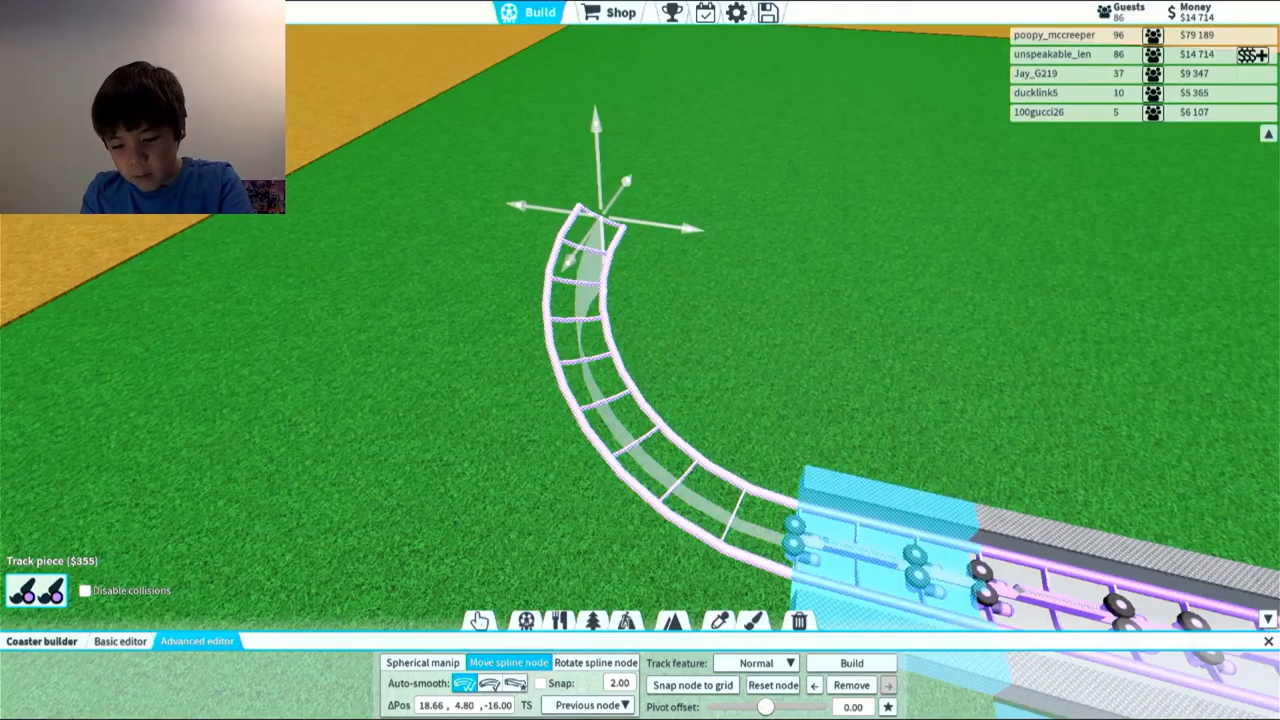 Build Shop Guests 86 $ Money $14 714
poopy_mccreeper 96 $79 189
unspeakable_len 86 $14 714 $$$+
Jay_G219 37 $9 347
ducklink5 10 $5 365
100gucci26 5 $6 107
Track piece ($355)
Disable collisions
Coaster builder Basic editor Advanced editor
Spherical manip Move spline node Rotate spline node Track feature: Normal Build
Auto-smooth: Snap: 2.00 Snap node to grid Reset node Remove
ΔPos 18.66 , 4.80 , -16.00 TS Previous node Pivot offset: 0.00